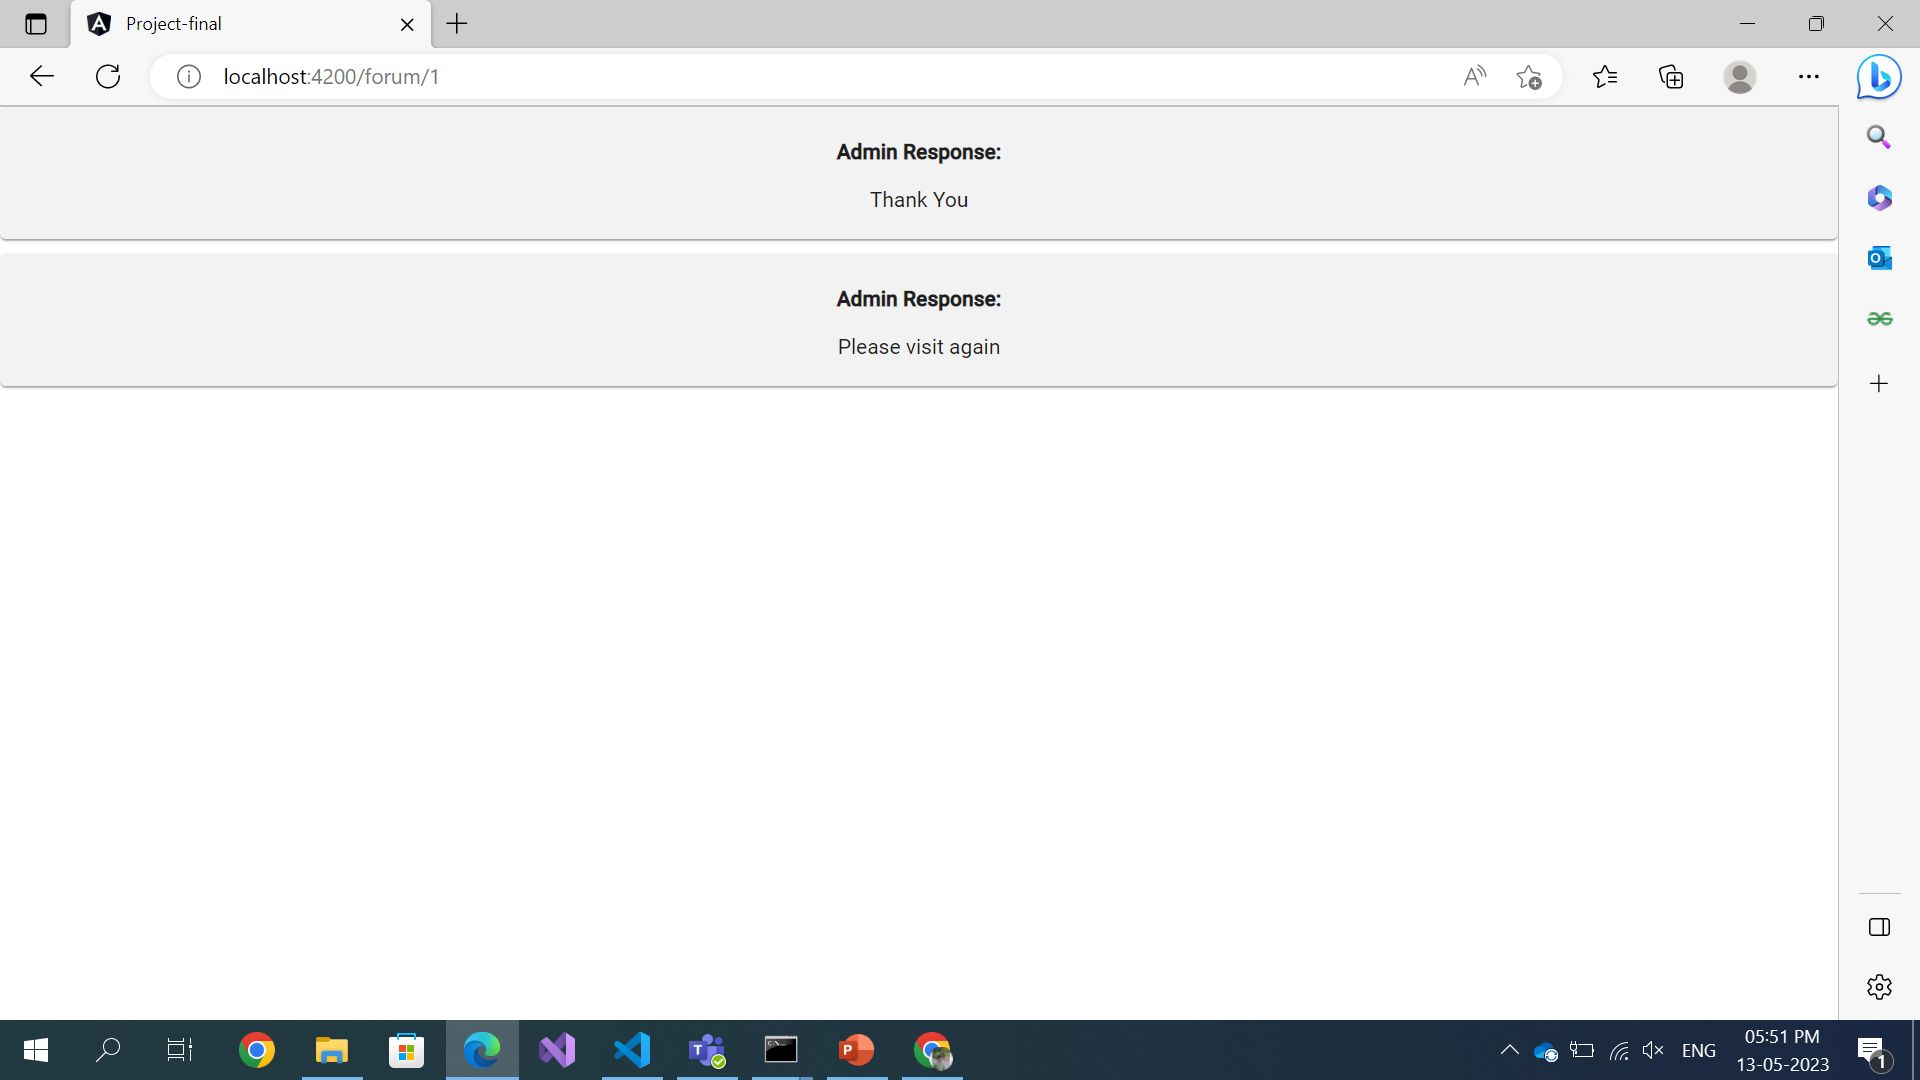 Project-final
localhost:4200/forum/1
Admin Response:
Thank You
Admin Response:
Please visit again
ENG
05:51 PM
13-05-2023
1